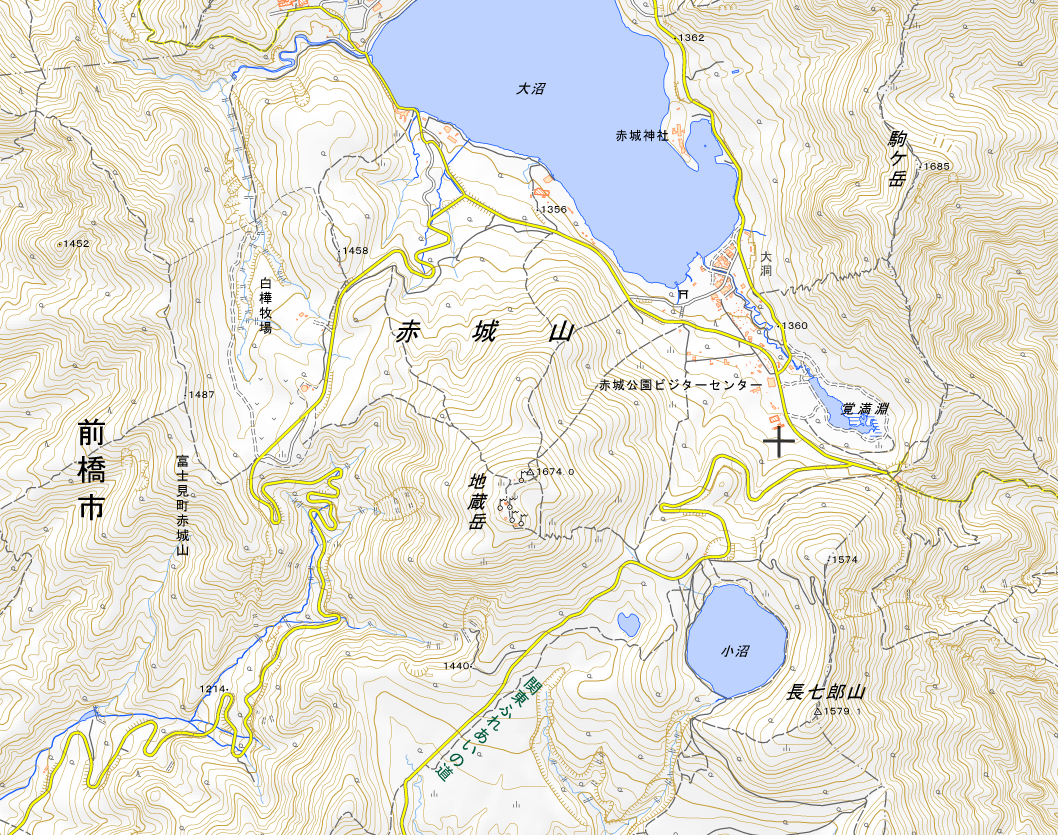 1362
大沼
赤城神社
駒ヶ岳
1685
1356
1452
1458
大洞
白樺牧場
赤城山
1360
赤城公園ビジターセンター
1487
覚満淵
前橋市
富士見町赤城山
地蔵岳
1674.0
1574
小沼
1440
1214
関東ふれあいの道
長七郎山
1579.1